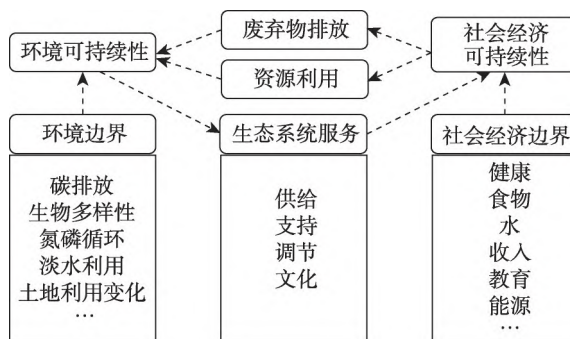 环境可持续性
废弃物排放
资源利用
社会经济
可持续性
环境边界
碳排放
生物多样性
氮磷循环
淡水利用
土地利用变化
…
生态系统服务
供给
支持
调节
文化
社会经济边界
健康
食物
水
收入
教育
能源
…